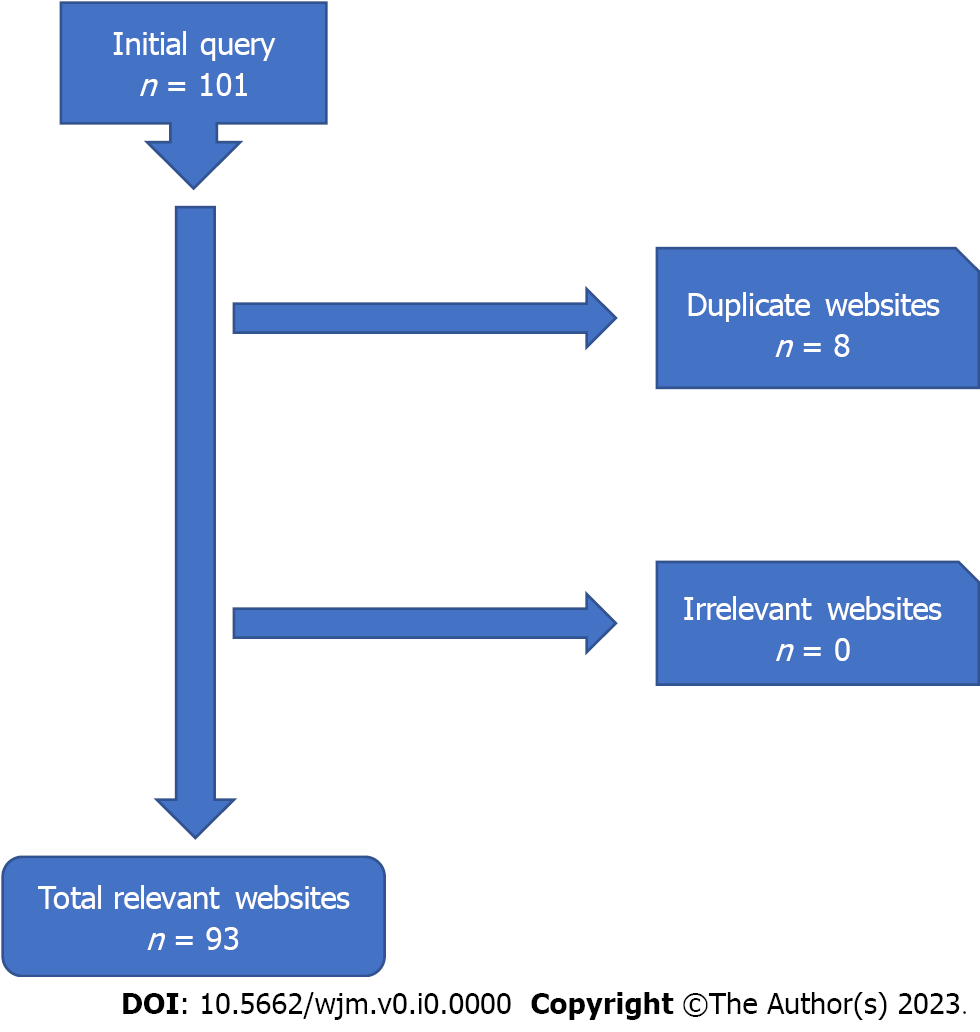 Initial query
n = 101
Duplicate websites
n = 8
Irrelevant websites
n = 0
Total relevant websites
n = 93
DOI: 10.5662/wjm.v0.i0.0000 Copyright ©The Author(s) 2023.